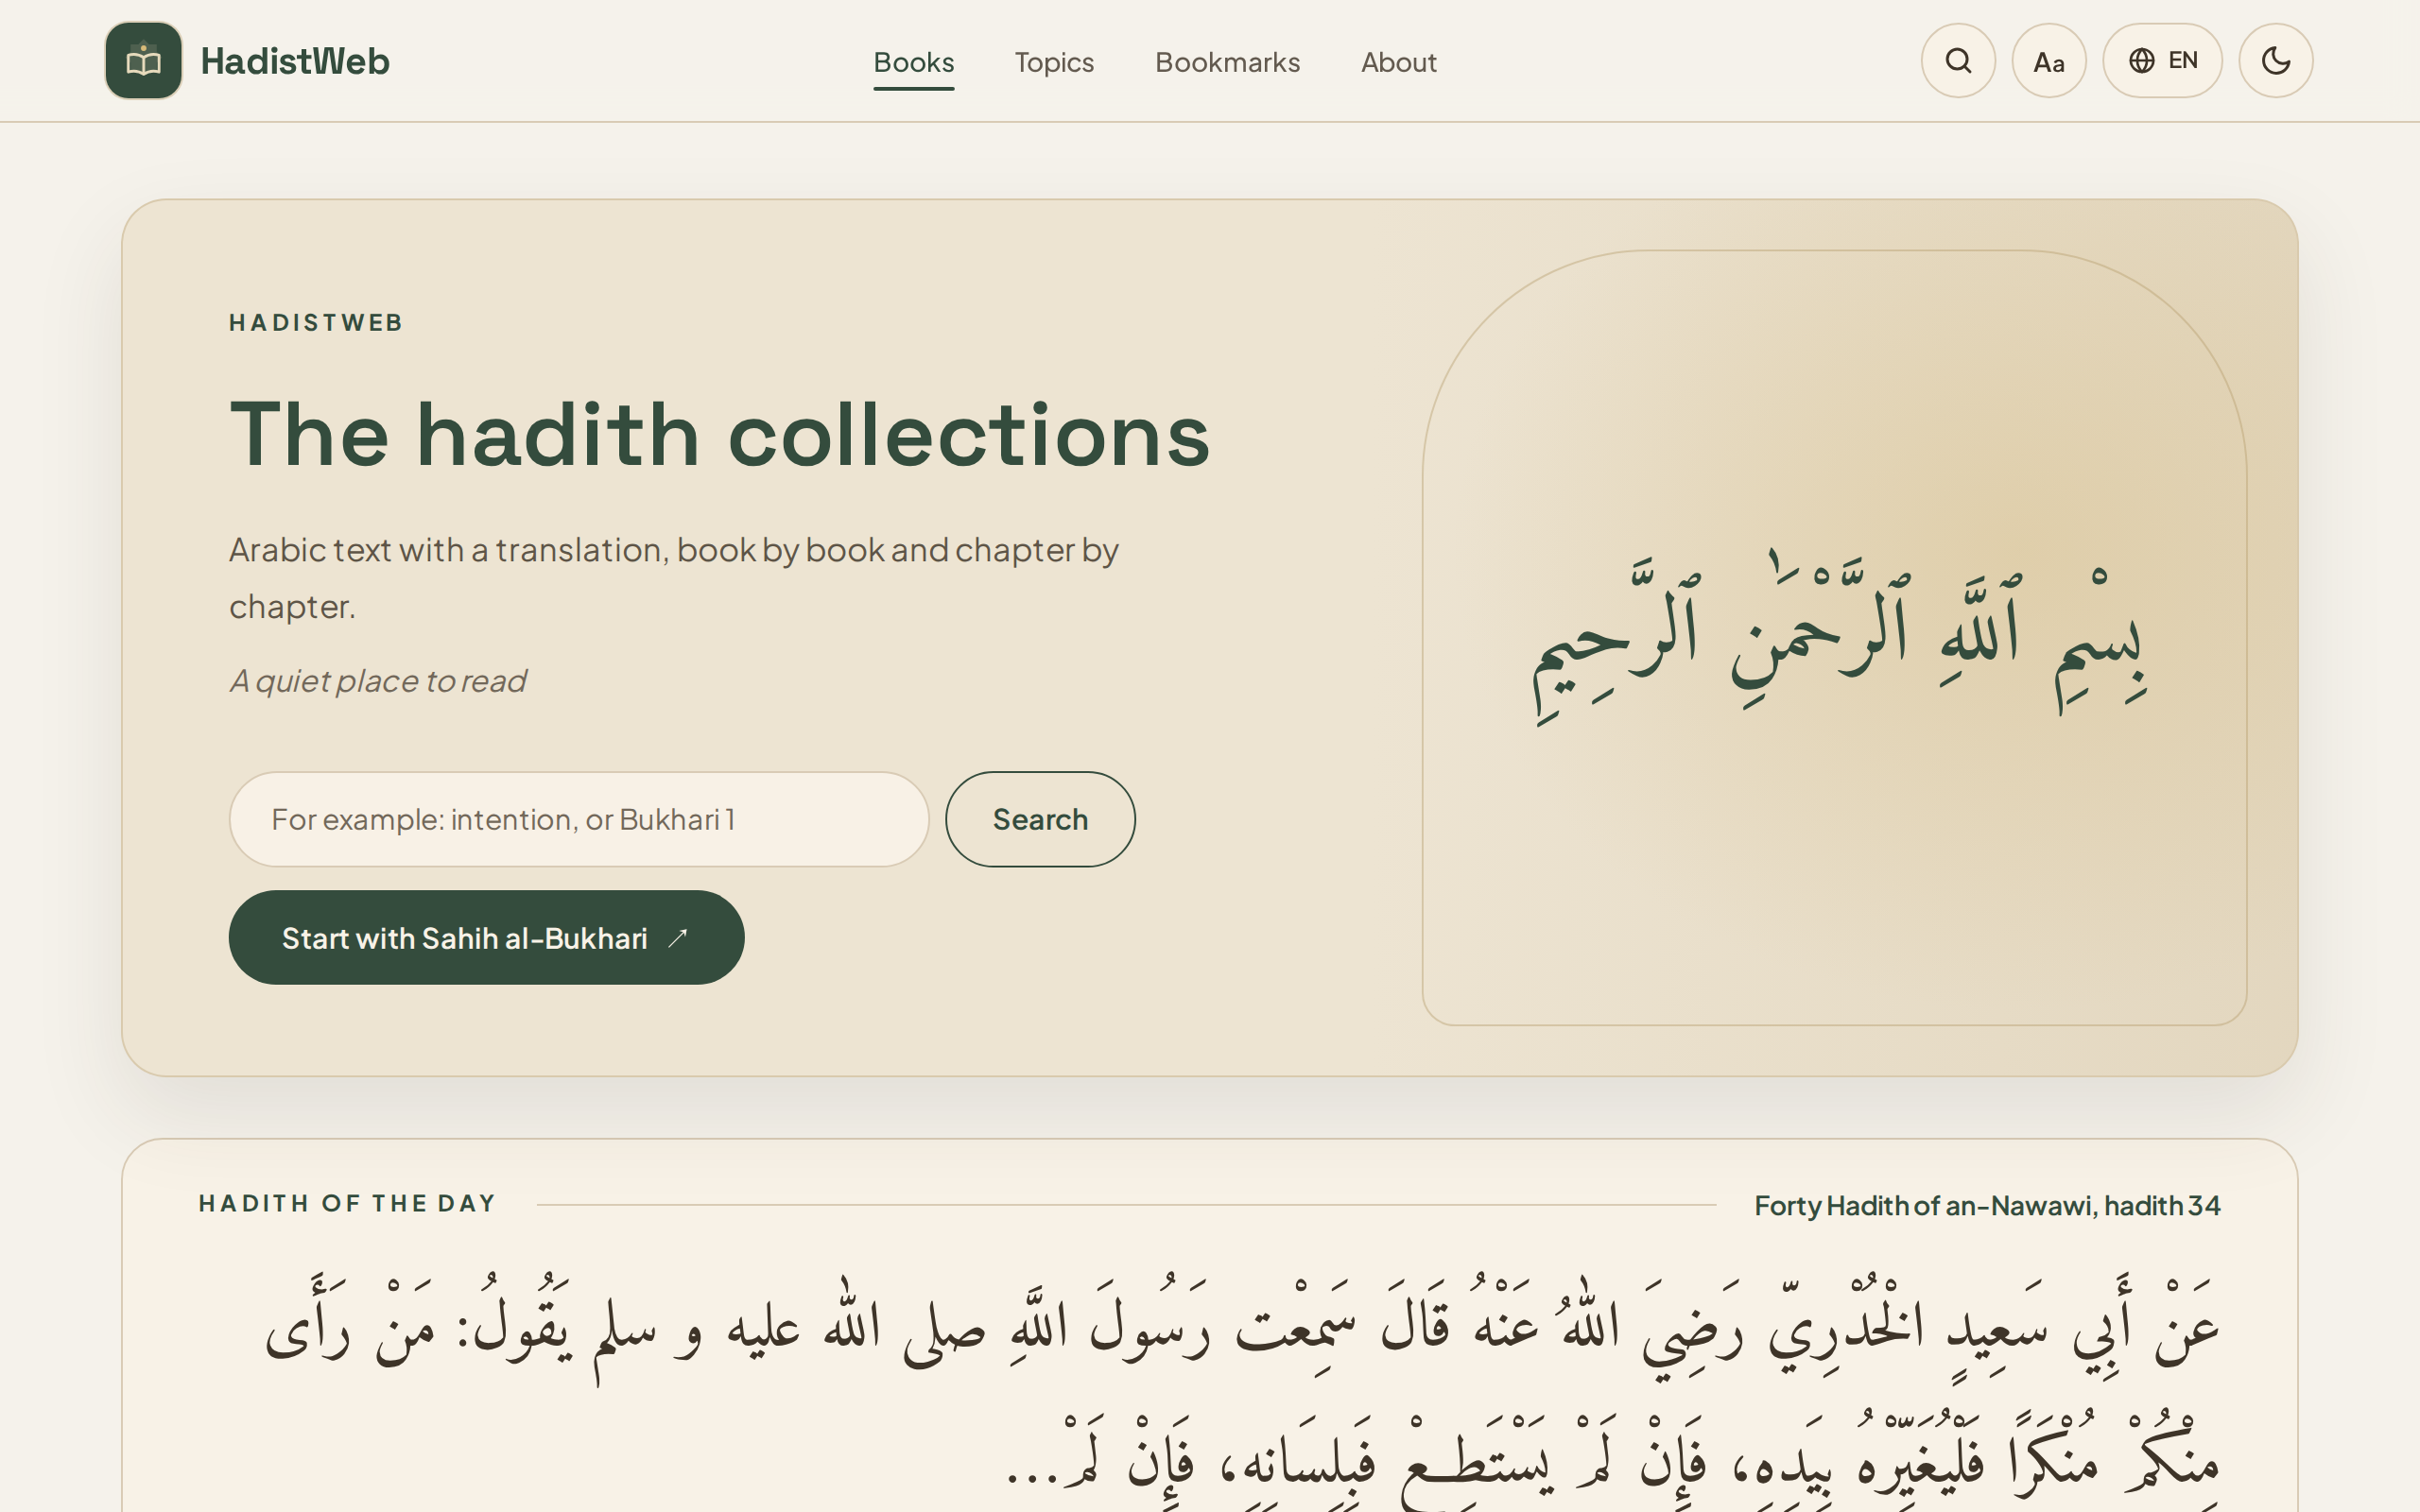 HadistWeb
Books
Topics
Bookmarks
About
Aa
EN
HADISTWEB
The hadith collections
Arabic text with a translation, book by book and chapter by
chapter.
A quiet place to read
For example: intention, or Bukhari 1
Search
Start with Sahih al-Bukhari ↗
بِسْمِ ٱللَّهِ ٱلرَّحْمَٰنِ ٱلرَّحِيمِ
HADITH OF THE DAY
Forty Hadith of an-Nawawi, hadith 34
عَنْ أَبِي سَعِيدٍ الْخُدْرِيّ رَضِيَ اللهُ عَنْهُ قَالَ سَمِعْت رَسُولَ اللَّهِ صلى الله عليه و سلم يَقُولُ: مَنْ رَأَى
مِنْكُمْ مُنْكَرًا فَلْيُغَيِّرْهُ بِيَدِهِ، فَإِنْ لَمْ يَسْتَطِعْ فَبِلِسَانِهِ، فَإِنْ لَمْ...